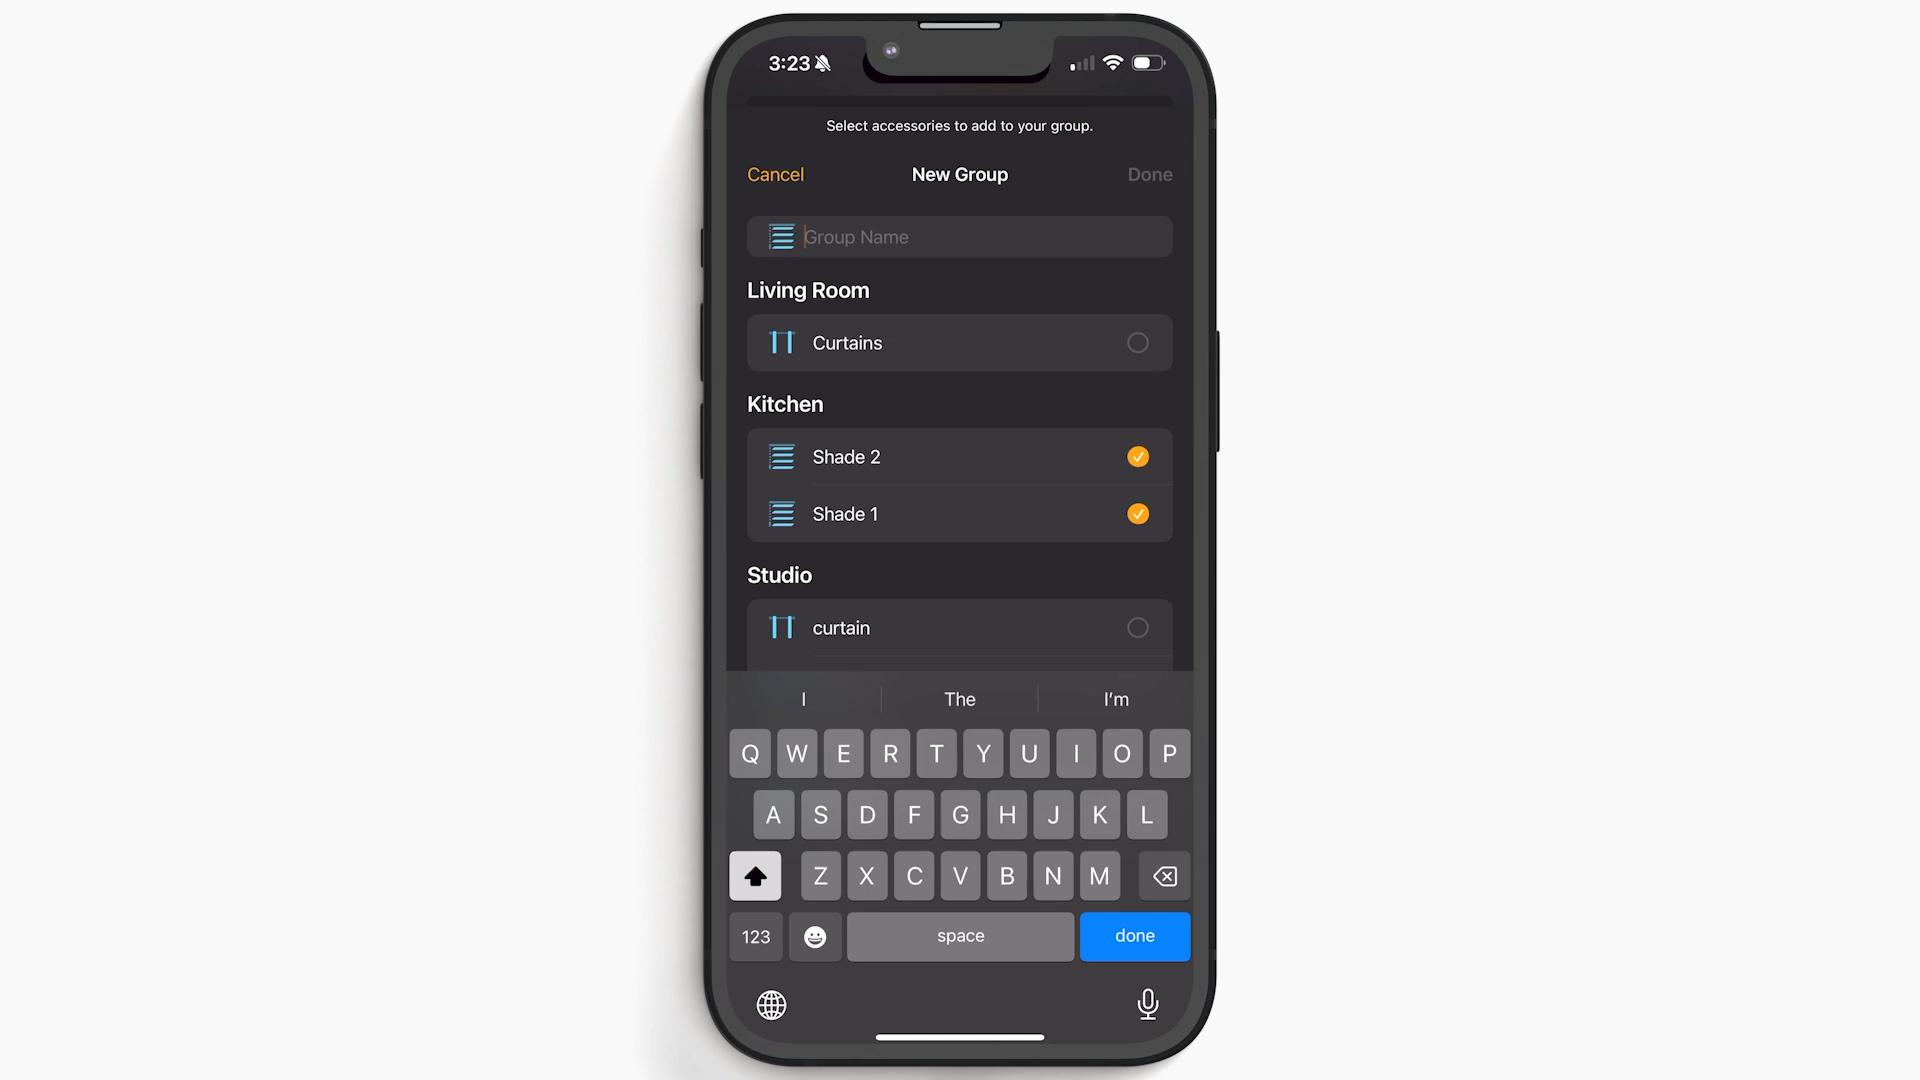 3:23
Select accessories to add to your group.
Cancel New Group Done
Group Name
Living Room
Curtains
Kitchen
Shade 2
Shade 1
Studio
curtain
I The I'm
Q W E R T Y U I O P
A S D F G H J K L
Z X C V B N M
123 space done